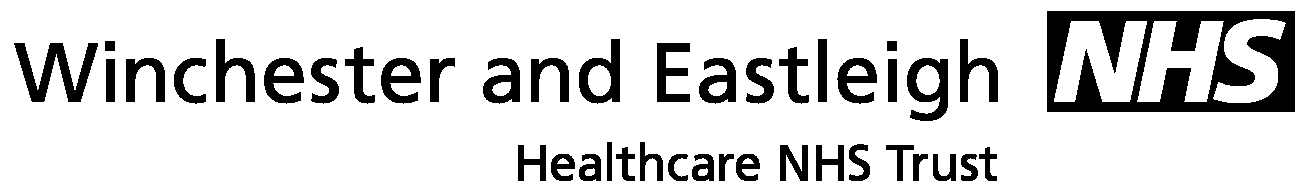 Winchester and Eastleigh NHS
Healthcare NHS Trust